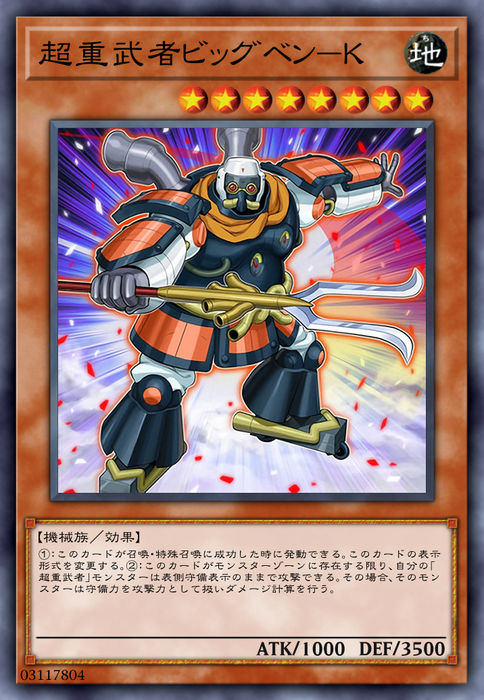 超重武者ビッグベン－K
ち
地
【機械族／効果】
①：このカードが召喚・特殊召喚に成功した時に発動できる。このカードの表示
形式を変更する。②：このカードがモンスターゾーンに存在する限り、自分の「
超重武者」モンスターは表側守備表示のままで攻撃できる。その場合、そのモン
スターは守備力を攻撃力として扱いダメージ計算を行う。
ATK/1000 DEF/3500
03117804